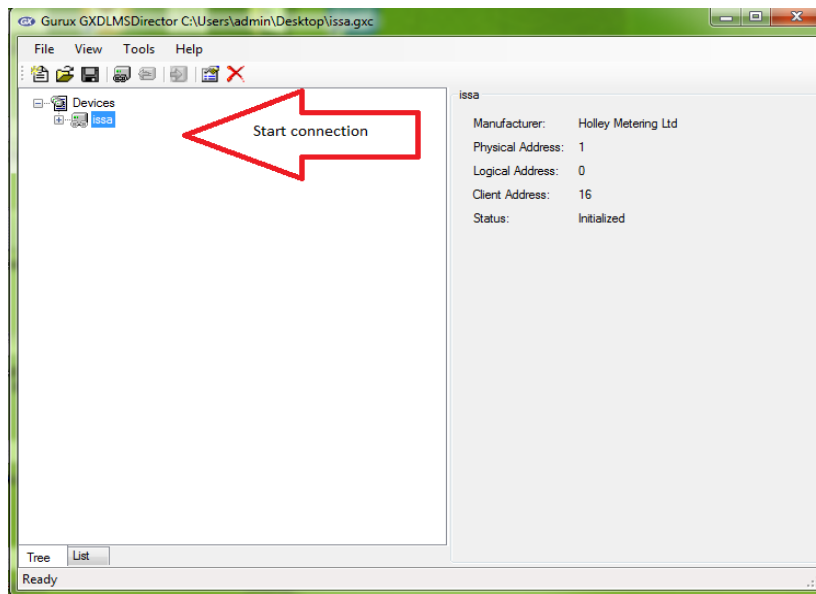 Gurux GXDLMSDirector C:\Users\admin\Desktop\issa.gxc
File View Tools Help
Devices
issa
Start connection
issa
Manufacturer: Holley Metering Ltd
Physical Address: 1
Logical Address: 0
Client Address: 16
Status: Initialized
Tree List
Ready